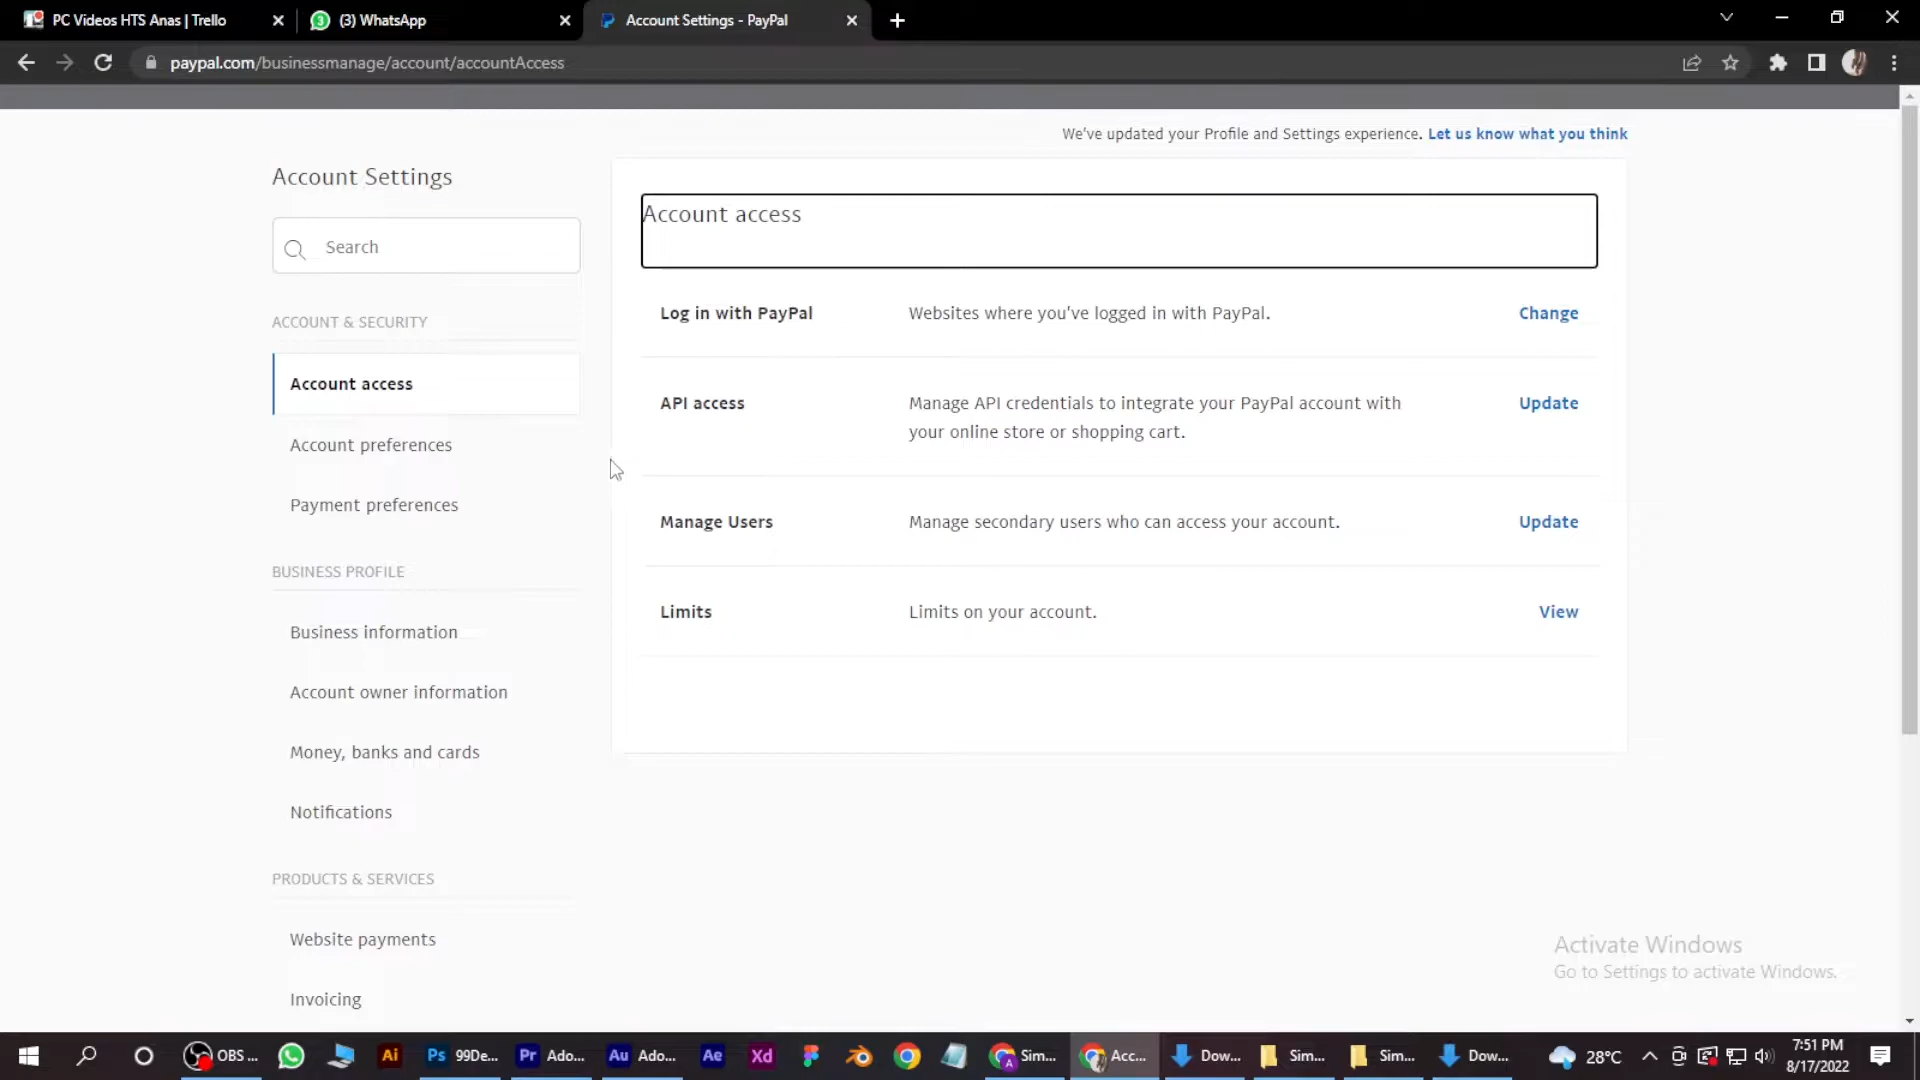 PC Videos HTS Anas | Trello
(3) WhatsApp
Account Settings - PayPal
paypal.com/businessmanage/account/accountAccess
We've updated your Profile and Settings experience. Let us know what you think
Account Settings
Search
ACCOUNT & SECURITY
Account access
Account preferences
Payment preferences
BUSINESS PROFILE
Business information
Account owner information
Money, banks and cards
Notifications
PRODUCTS & SERVICES
Website payments
Invoicing
Account access
Log in with PayPal
Websites where you've logged in with PayPal.
Change
API access
Manage API credentials to integrate your PayPal account with
your online store or shopping cart.
Update
Manage Users
Manage secondary users who can access your account.
Update
Limits
Limits on your account.
View
Activate Windows
Go to Settings to activate Windows.
OBS ...
Ai
Ps
99De...
Pr
Ado...
Au
Ado...
Ae
Xd
Sim...
Acc...
Dow...
Sim...
Sim...
Dow...
28°C
7:51 PM
8/17/2022